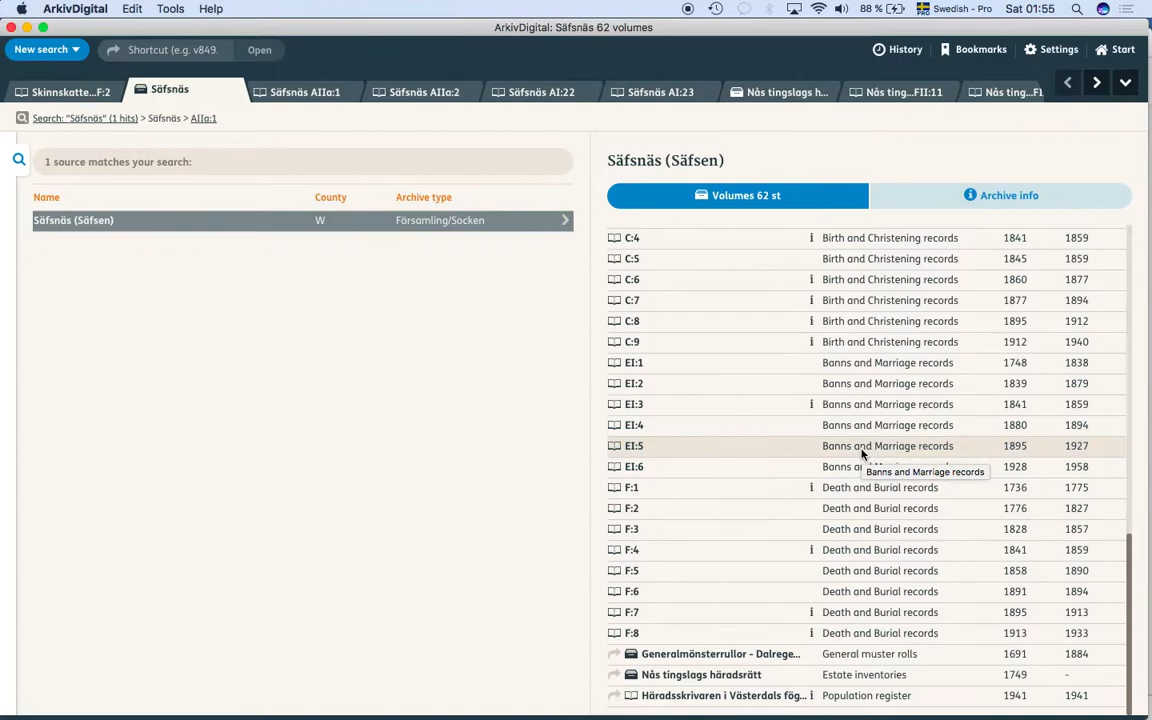 ArkivDigital Edit Tools Help 88 % Swedish - Pro Sat 01:55
ArkivDigital: Säfsnäs 62 volumes
New search Shortcut (e.g. v849. Open History Bookmarks Settings Start
Skinnskatte...F:2 Säfsnäs Säfsnäs AIIa:1 Säfsnäs AIIa:2 Säfsnäs AI:22 Säfsnäs AI:23 Nås tingslags h... Nås ting...FII:11 Nås ting...F
Search: "Säfsnäs" (1 hits) > Säfsnäs > AIIa:1
1 source matches your search:
Name County Archive type
Säfsnäs (Säfsen) W Församling/Socken
Säfsnäs (Säfsen)
Volumes 62 st Archive info
C:4 i Birth and Christening records 1841 1859
C:5 Birth and Christening records 1845 1859
C:6 i Birth and Christening records 1860 1877
C:7 i Birth and Christening records 1877 1894
C:8 i Birth and Christening records 1895 1912
C:9 i Birth and Christening records 1912 1940
EI:1 Banns and Marriage records 1748 1838
EI:2 Banns and Marriage records 1839 1879
EI:3 i Banns and Marriage records 1841 1859
EI:4 Banns and Marriage records 1880 1894
EI:5 Banns and Marriage records 1895 1927
EI:6 Banns 1928 1958
Banns and Marriage records
F:1 i Death and Burial records 1736 1775
F:2 Death and Burial records 1776 1827
F:3 Death and Burial records 1828 1857
F:4 i Death and Burial records 1841 1859
F:5 Death and Burial records 1858 1890
F:6 Death and Burial records 1891 1894
F:7 i Death and Burial records 1895 1913
F:8 i Death and Burial records 1913 1933
Generalmönsterrullor - Dalrege... General muster rolls 1691 1884
Nås tingslags häradsrätt Estate inventories 1749 -
Häradsskrivaren i Västerdals fög... i Population register 1941 1941